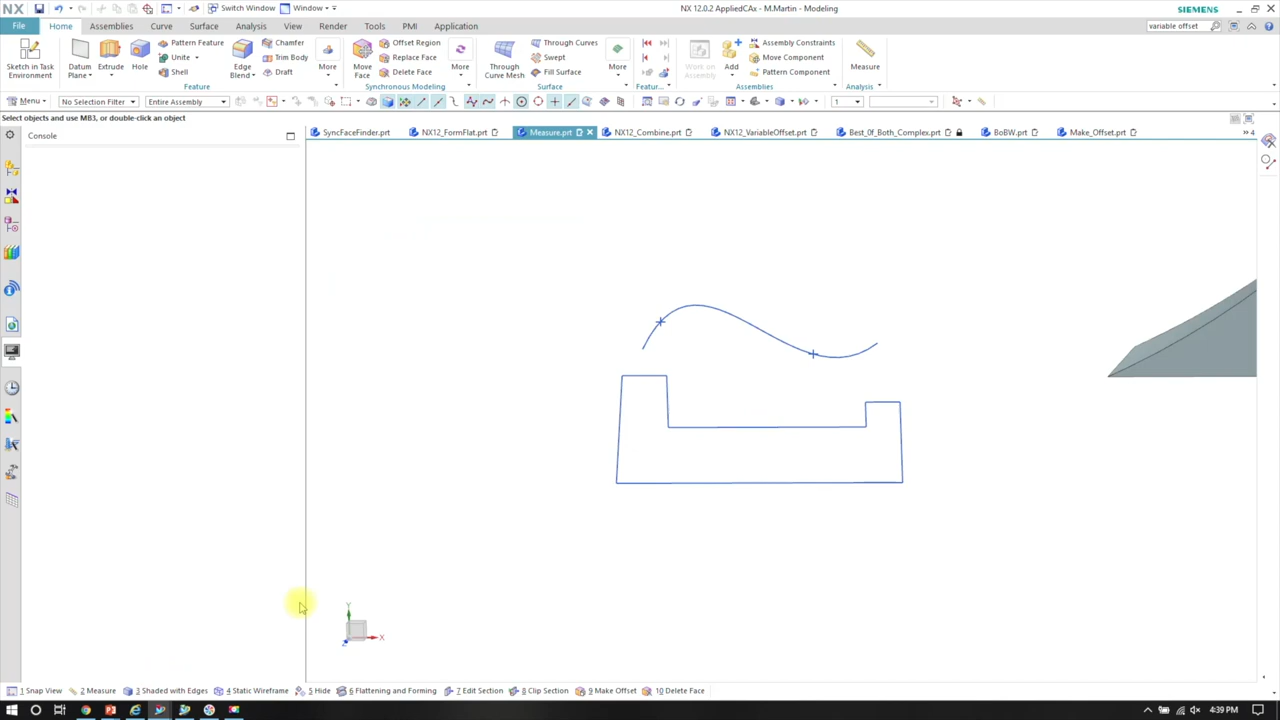 NX Switch Window Window NX 12.0.2 AppliedCAx - M.Martin - Modeling SIEMENS
File Home Assemblies Curve Surface Analysis View Render Tools PMI Application variable offset
Sketch in Task Environment
Datum Plane
Extrude
Hole
Pattern Feature
Unite
Shell
Edge Blend
Chamfer
Trim Body
Draft
More
Feature
Move Face
Offset Region
Replace Face
Delete Face
More
Synchronous Modeling
Through Curve Mesh
Through Curves
Swept
Fill Surface
More
Surface
Featur...
Work on Assembly
Add
Assembly Constraints
Move Component
Pattern Component
Assemblies
Measure
Analysis
Menu No Selection Filter Entire Assembly 1
Select objects and use MB3, or double-click an object
Console
SyncFaceFinder.prt NX12_FormFlat.prt Measure.prt NX12_Combine.prt NX12_VariableOffset.prt Best_0f_Both_Complex.prt BoBW.prt Make_Offset.prt 4
Y
X
Z
1 Snap View 2 Measure 3 Shaded with Edges 4 Static Wireframe 5 Hide 6 Flattening and Forming 7 Edit Section 8 Clip Section 9 Make Offset 10 Delete Face
4:39 PM